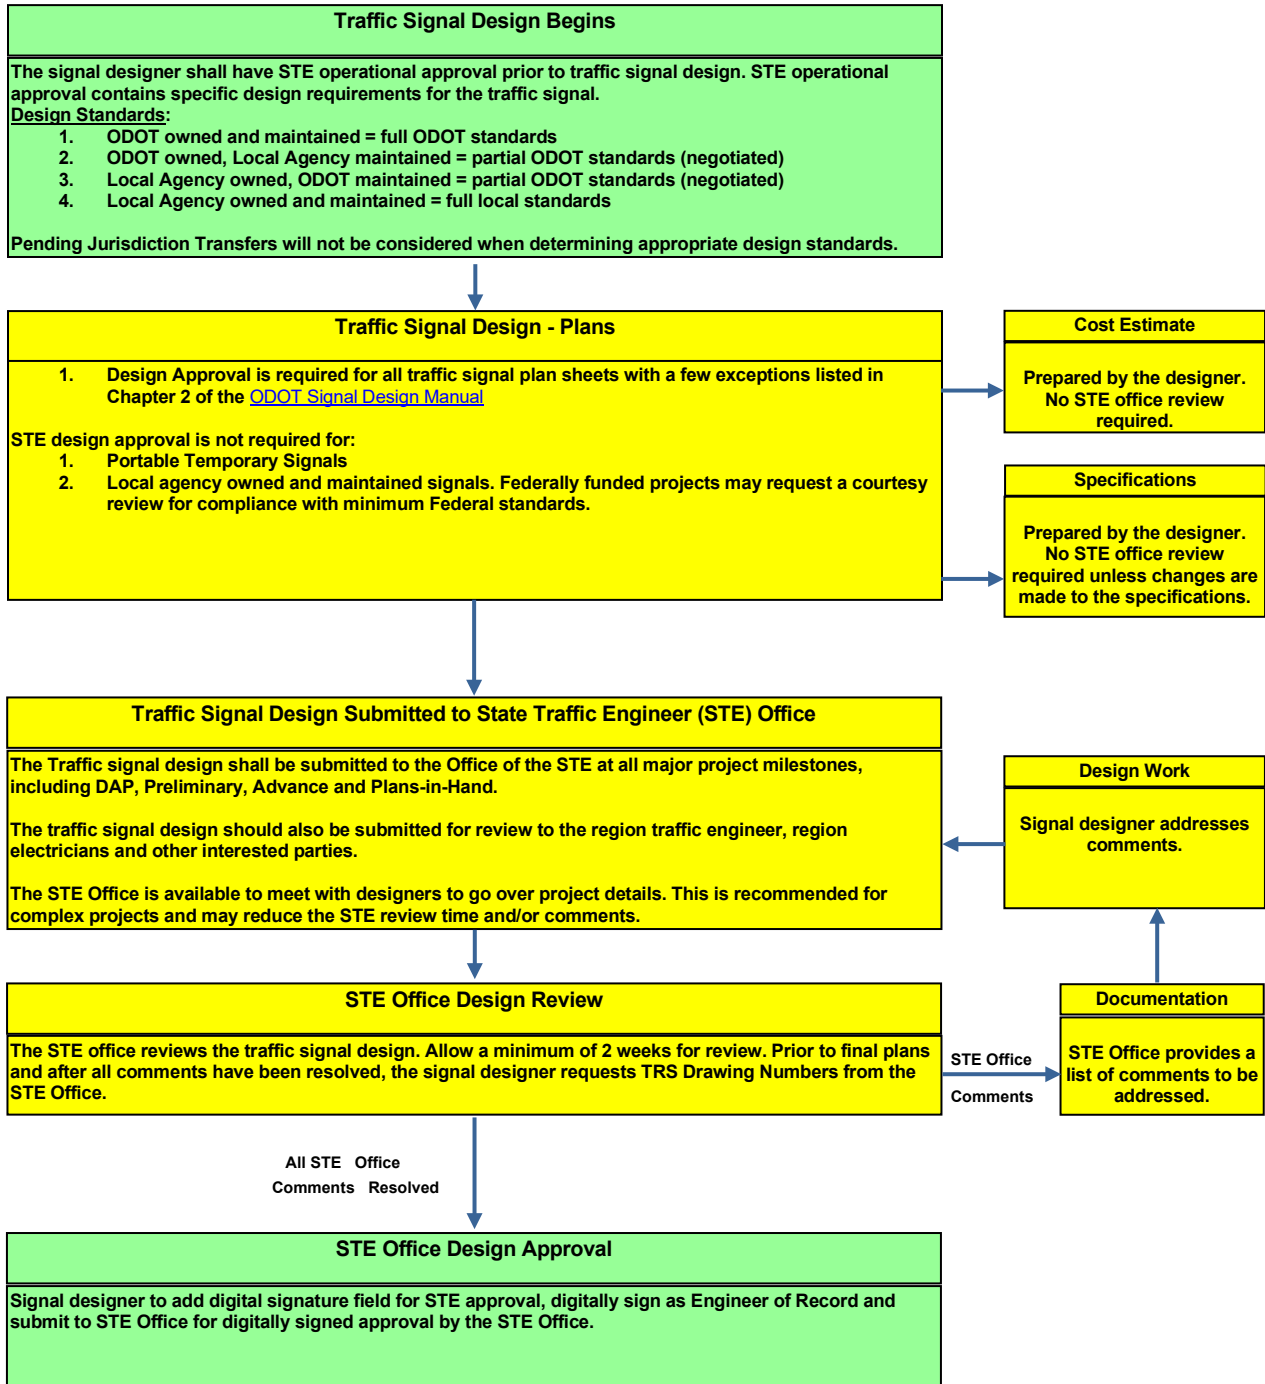 Traffic Signal Design Begins
The signal designer shall have STE operational approval prior to traffic signal design. STE operational
approval contains specific design requirements for the traffic signal.
Design Standards:
1. ODOT owned and maintained = full ODOT standards
2. ODOT owned, Local Agency maintained = partial ODOT standards (negotiated)
3. Local Agency owned, ODOT maintained = partial ODOT standards (negotiated)
4. Local Agency owned and maintained = full local standards
Pending Jurisdiction Transfers will not be considered when determining appropriate design standards.
Traffic Signal Design - Plans
1. Design Approval is required for all traffic signal plan sheets with a few exceptions listed in
Chapter 2 of the ODOT Signal Design Manual
STE design approval is not required for:
1. Portable Temporary Signals
2. Local agency owned and maintained signals. Federally funded projects may request a courtesy
review for compliance with minimum Federal standards.
Cost Estimate
Prepared by the designer.
No STE office review
required.
Specifications
Prepared by the designer.
No STE office review
required unless changes are
made to the specifications.
Traffic Signal Design Submitted to State Traffic Engineer (STE) Office
The Traffic signal design shall be submitted to the Office of the STE at all major project milestones,
including DAP, Preliminary, Advance and Plans-in-Hand.
The traffic signal design should also be submitted for review to the region traffic engineer, region
electricians and other interested parties.
The STE Office is available to meet with designers to go over project details. This is recommended for
complex projects and may reduce the STE review time and/or comments.
Design Work
Signal designer addresses
comments.
STE Office Design Review
The STE office reviews the traffic signal design. Allow a minimum of 2 weeks for review. Prior to final plans
and after all comments have been resolved, the signal designer requests TRS Drawing Numbers from the
STE Office.
STE Office
Comments
Documentation
STE Office provides a
list of comments to be
addressed.
All STE Office
Comments Resolved
STE Office Design Approval
Signal designer to add digital signature field for STE approval, digitally sign as Engineer of Record and
submit to STE Office for digitally signed approval by the STE Office.